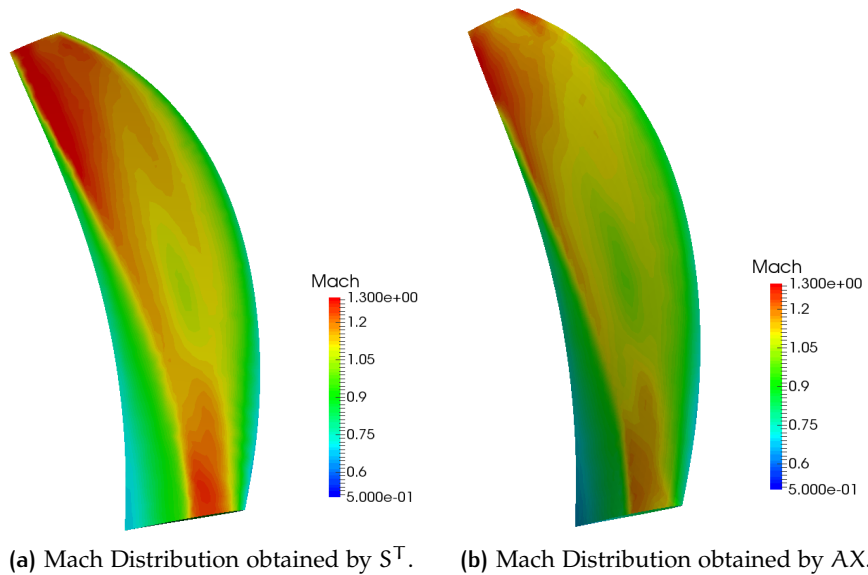 Mach
1.300e+00
1.2
1.05
0.9
0.75
0.6
5.000e-01
Mach
1.300e+00
1.2
1.05
0.9
0.75
0.6
5.000e-01
(a) Mach Distribution obtained by Sᵀ.
(b) Mach Distribution obtained by AX